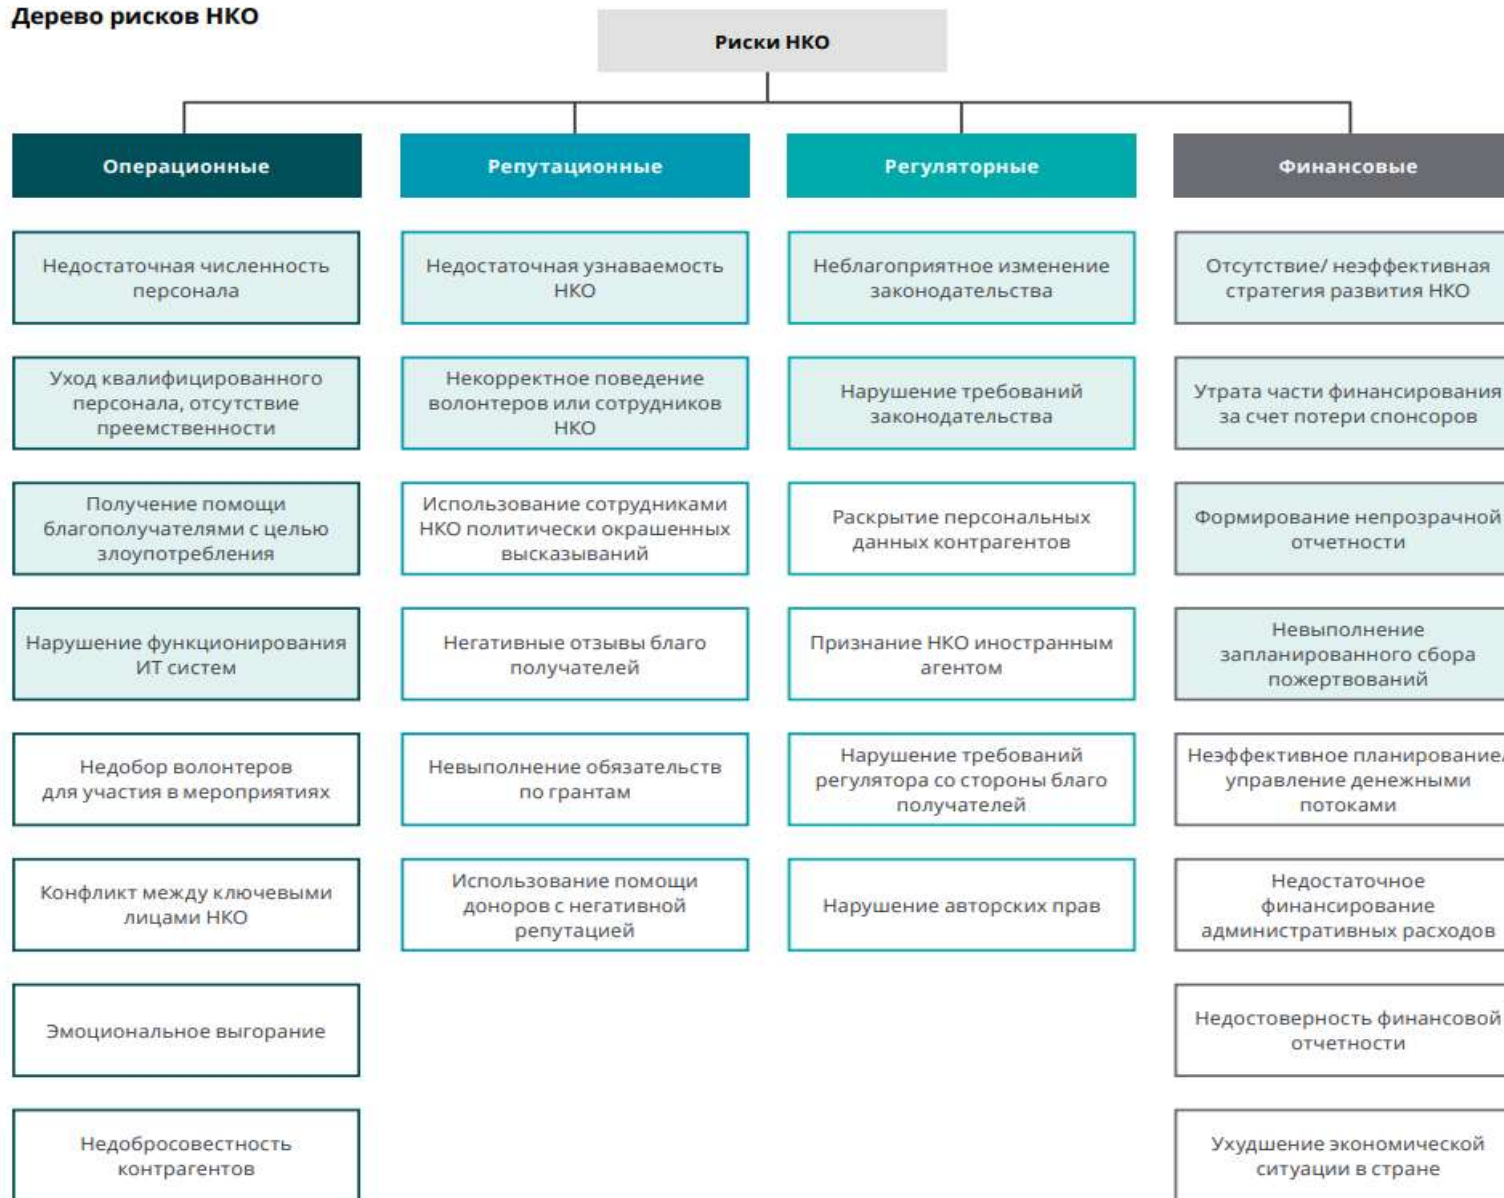 Дерево рисков НКО
Риски НКО
Операционные
Репутационные
Регуляторные
Финансовые
Недостаточная численность
персонала
Недостаточная узнаваемость
НКО
Неблагоприятное изменение
законодательства
Отсутствие/ неэффективная
стратегия развития НКО
Уход квалифицированного
персонала, отсутствие
преемственности
Некорректное поведение
волонтеров или сотрудников
НКО
Нарушение требований
законодательства
Утрата части финансирования
за счет потери спонсоров
Получение помощи
благополучателями с целью
злоупотребления
Использование сотрудниками
НКО политически окрашенных
высказываний
Раскрытие персональных
данных контрагентов
Формирование непрозрачной
отчетности
Нарушение функционирования
ИТ систем
Негативные отзывы благо
получателей
Признание НКО иностранным
агентом
Невыполнение
запланированного сбора
пожертвований
Недобор волонтеров
для участия в мероприятиях
Невыполнение обязательств
по грантам
Нарушение требований
регулятора со стороны благо
получателей
Неэффективное планирование/
управление денежными
потоками
Конфликт между ключевыми
лицами НКО
Использование помощи
доноров с негативной
репутацией
Нарушение авторских прав
Недостаточное
финансирование
административных расходов
Эмоциональное выгорание
Недостоверность финансовой
отчетности
Недобросовестность
контрагентов
Ухудшение экономической
ситуации в стране